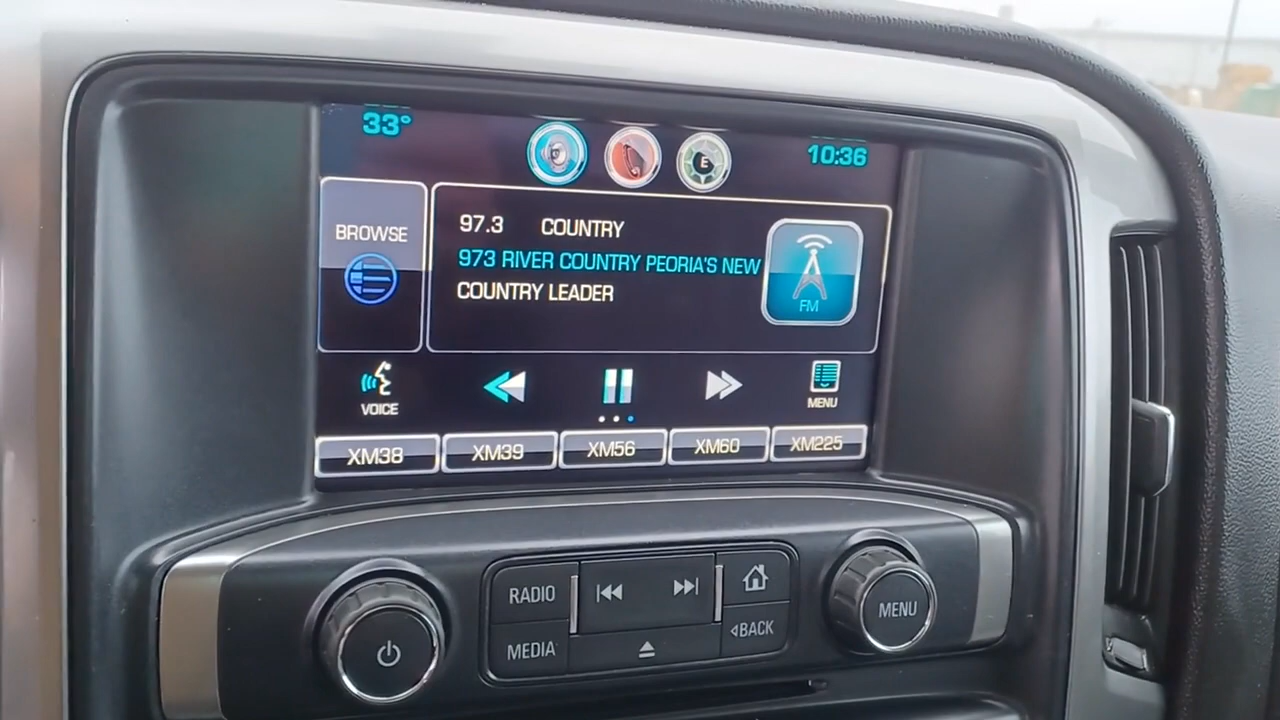 33°
10:36
E
BROWSE
97.3 COUNTRY
973 RIVER COUNTRY PEORIA'S NEW
COUNTRY LEADER
FM
VOICE
MENU
XM38 XM39 XM56 XM60 XM225
RADIO
MEDIA
BACK
MENU